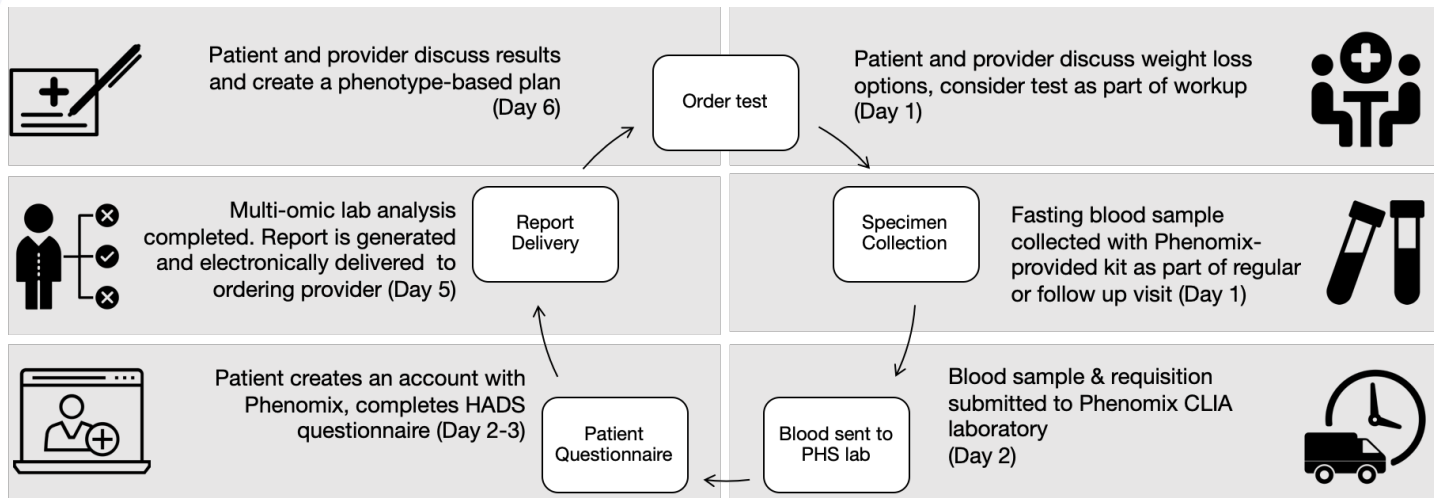 Patient and provider discuss results
and create a phenotype-based plan
(Day 6)
Order test
Patient and provider discuss weight loss
options, consider test as part of workup
(Day 1)
Multi-omic lab analysis
completed. Report is generated
and electronically delivered to
ordering provider (Day 5)
Report
Delivery
Specimen
Collection
Fasting blood sample
collected with Phenomix-
provided kit as part of regular
or follow up visit (Day 1)
Patient creates an account with
Phenomix, completes HADS
questionnaire (Day 2-3)
Patient
Questionnaire
Blood sent to
PHS lab
Blood sample & requisition
submitted to Phenomix CLIA
laboratory
(Day 2)